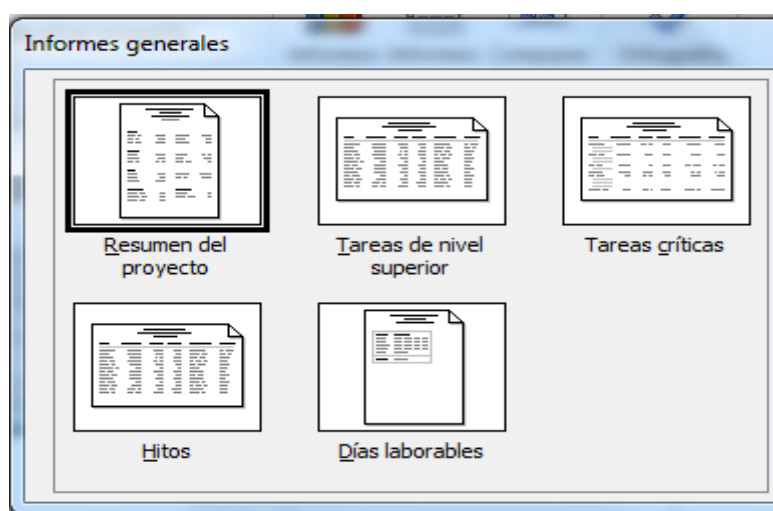 Informes generales
Resumen del
proyecto
Tareas de nivel
superior
Tareas críticas
Hitos
Días laborables